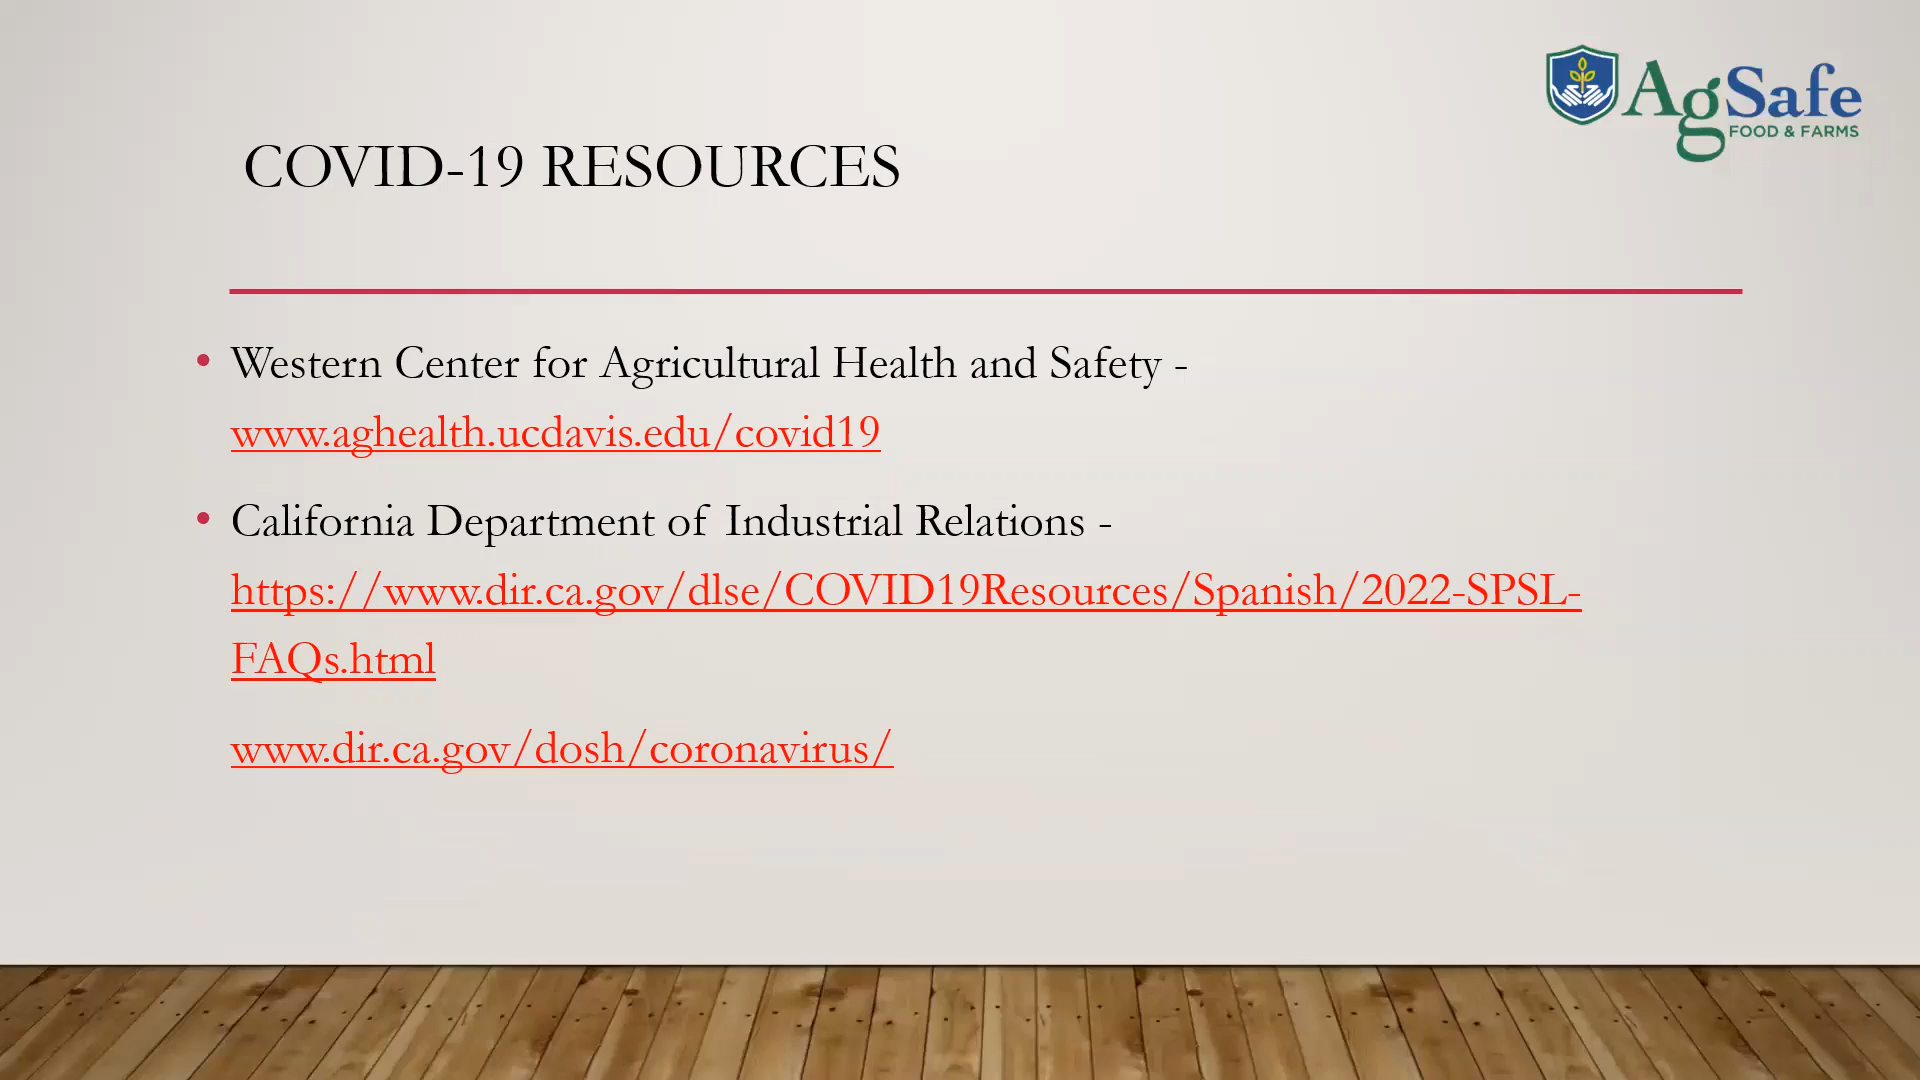 AgSafe
FOOD & FARMS
COVID-19 RESOURCES
• Western Center for Agricultural Health and Safety -
www.aghealth.ucdavis.edu/covid19
• California Department of Industrial Relations -
https://www.dir.ca.gov/dlse/COVID19Resources/Spanish/2022-SPSL-
FAQs.html
www.dir.ca.gov/dosh/coronavirus/